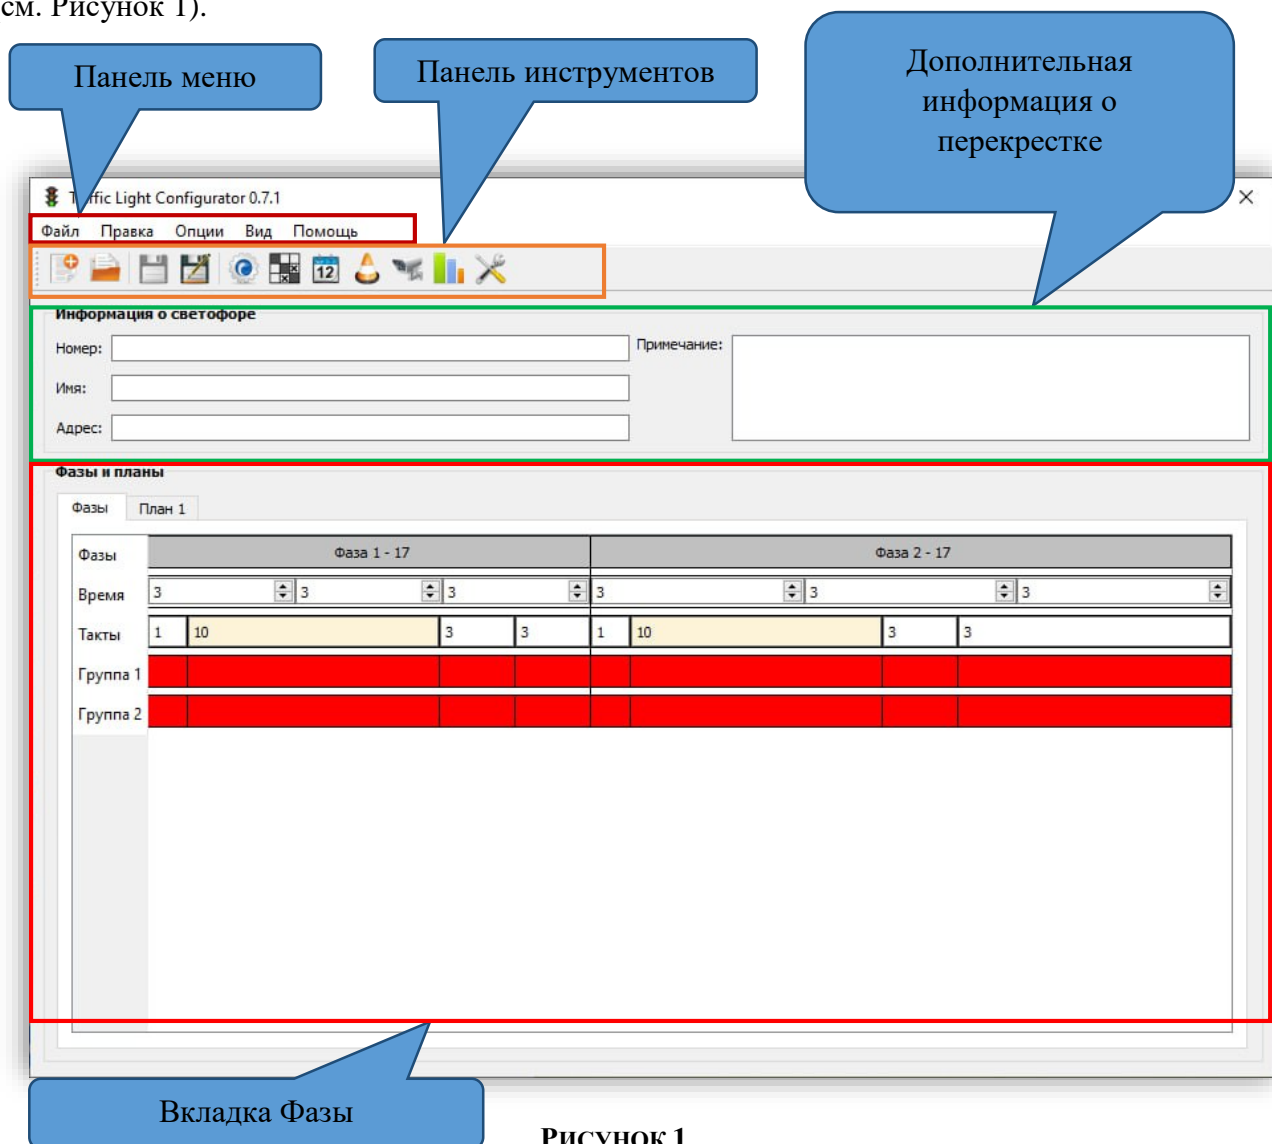 см. Рисунок 1).
Панель меню
Панель инструментов
Дополнительная
информация о
перекрестке
Traffic Light Configurator 0.7.1
Файл Правка Опции Вид Помощь
12
Информация о светофоре
Номер:
Примечание:
Имя:
Адрес:
Фазы и планы
Фазы План 1
Фазы Фаза 1 - 17 Фаза 2 - 17
Время 3 3 3 3 3 3
Такты 1 10 3 3 1 10 3 3
Группа 1
Группа 2
Вкладка Фазы
Рисунок 1